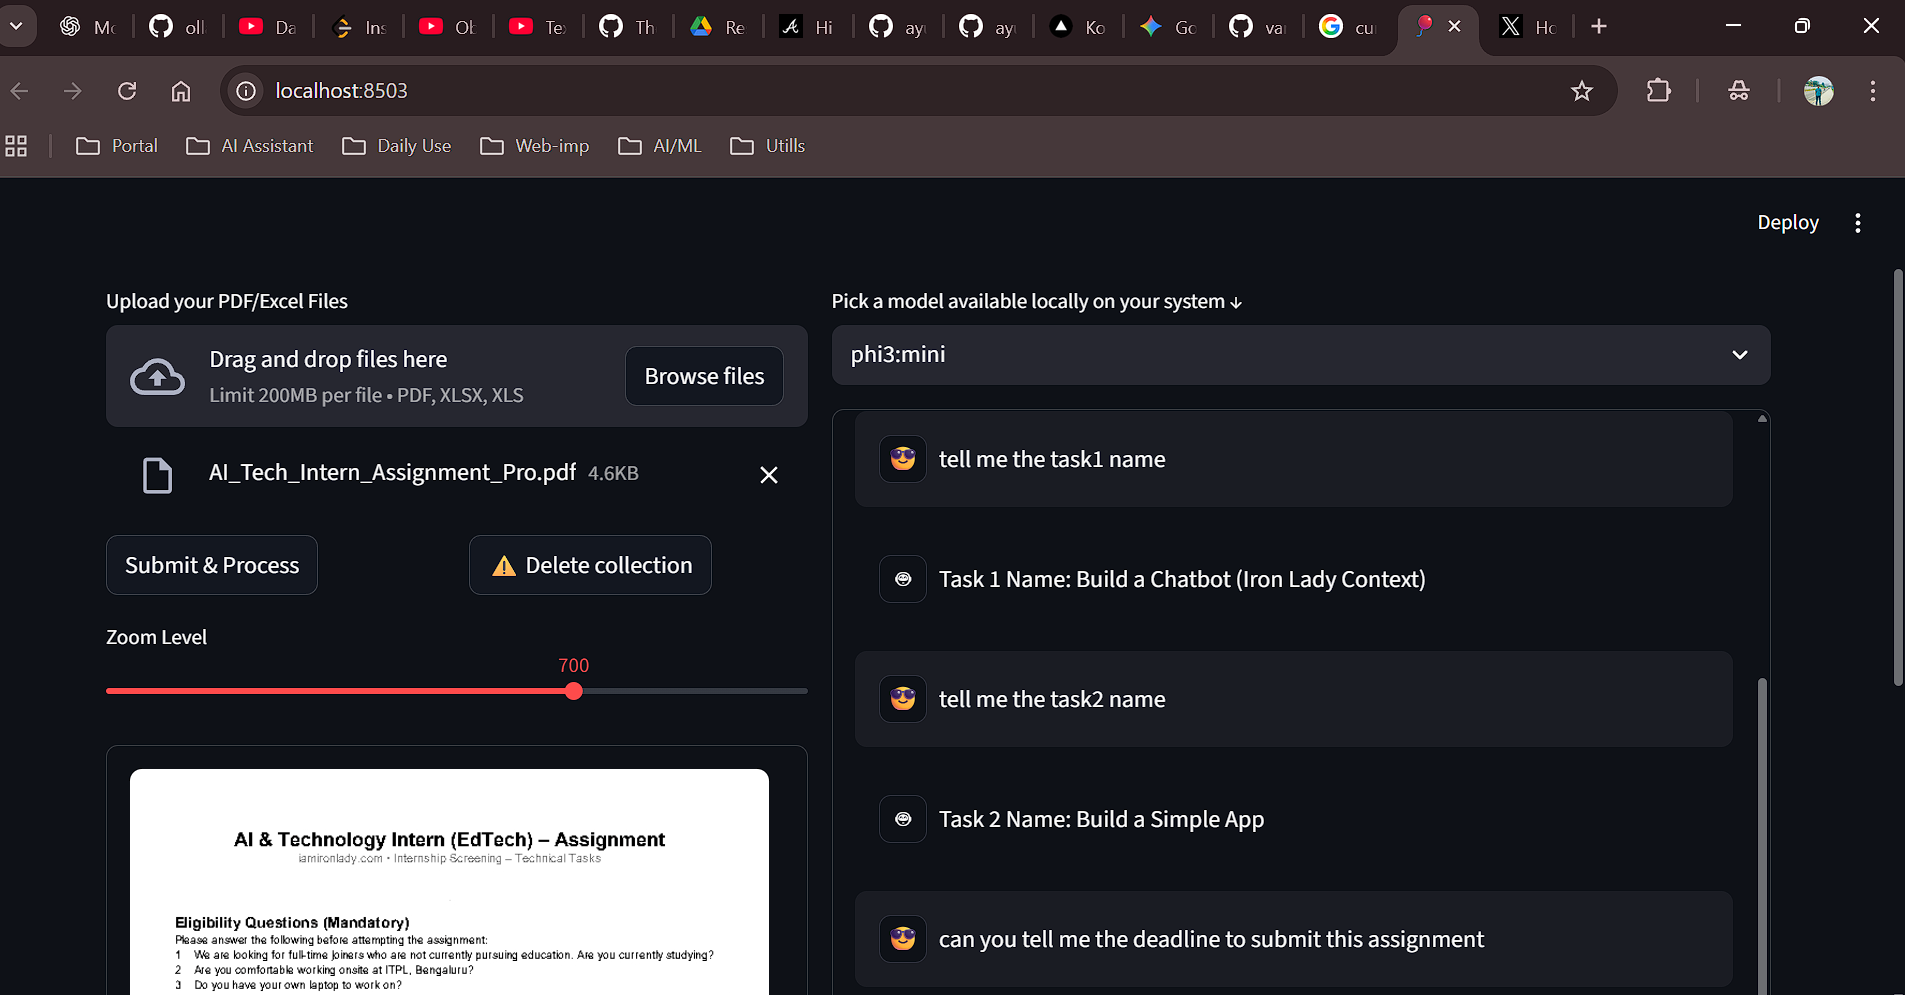 Mc
oll
Da
Ins
Ob
Tex
Th
Re
Hi
ayu
ayu
Ko
Go
var
cur
Ho
localhost:8503
Portal
AI Assistant
Daily Use
Web-imp
AI/ML
Utills
Deploy
Upload your PDF/Excel Files
Drag and drop files here
Limit 200MB per file • PDF, XLSX, XLS
Browse files
AI_Tech_Intern_Assignment_Pro.pdf 4.6KB
Submit & Process
⚠️ Delete collection
Zoom Level
700
AI & Technology Intern (EdTech) – Assignment
iamironlady.com • Internship Screening – Technical Tasks
Eligibility Questions (Mandatory)
Please answer the following before attempting the assignment:
1 We are looking for full-time joiners who are not currently pursuing education. Are you currently studying?
2 Are you comfortable working onsite at ITPL, Bengaluru?
3 Do you have your own laptop to work on?
Pick a model available locally on your system ↓
phi3:mini
tell me the task1 name
Task 1 Name: Build a Chatbot (Iron Lady Context)
tell me the task2 name
Task 2 Name: Build a Simple App
can you tell me the deadline to submit this assignment